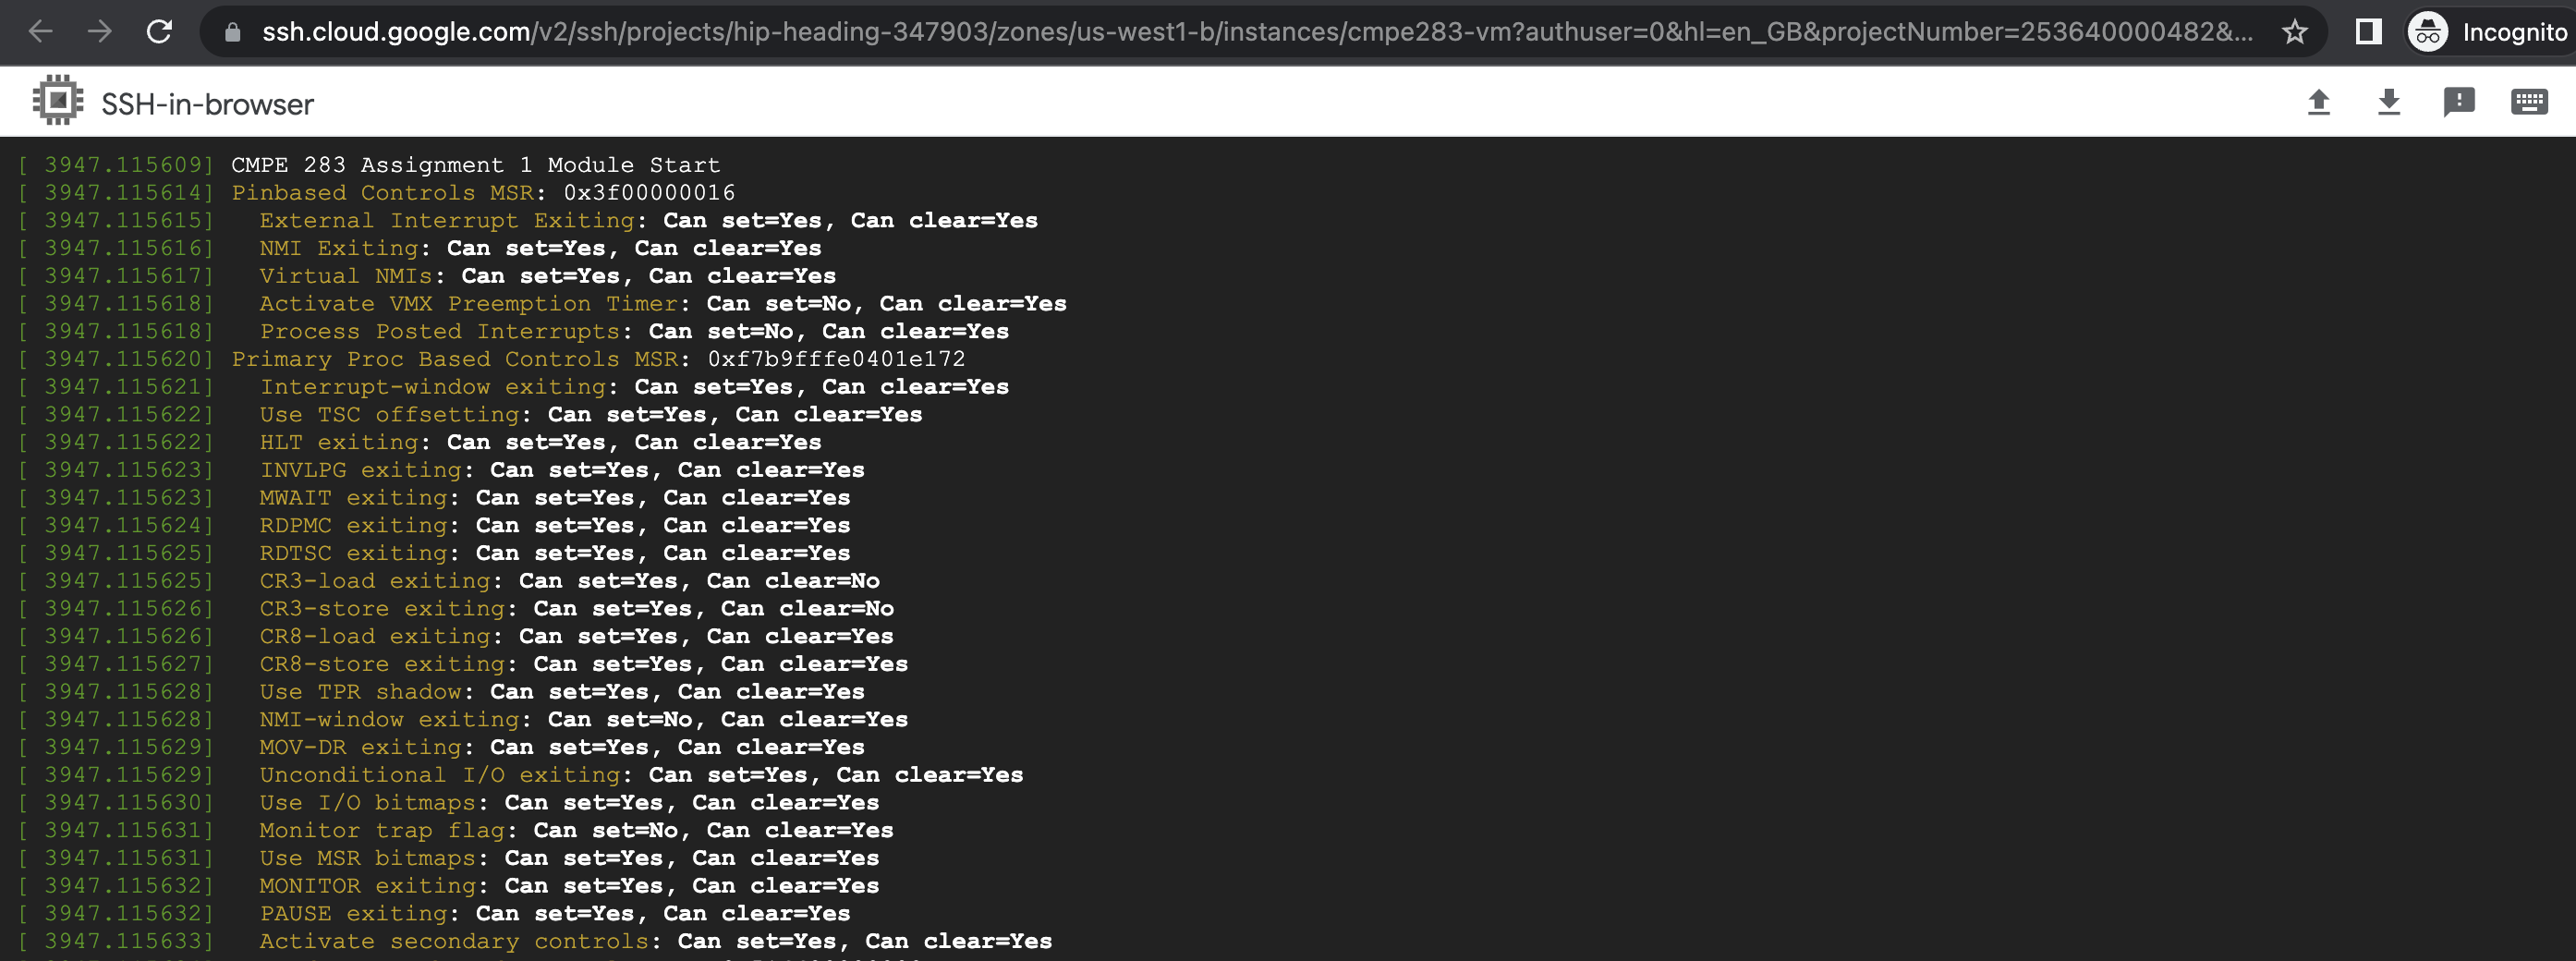 ssh.cloud.google.com/v2/ssh/projects/hip-heading-347903/zones/us-west1-b/instances/cmpe283-vm?authuser=0&hl=en_GB&projectNumber=253640000482&... Incognito
SSH-in-browser
[ 3947.115609] CMPE 283 Assignment 1 Module Start
[ 3947.115614] Pinbased Controls MSR: 0x3f00000016
[ 3947.115615]   External Interrupt Exiting: Can set=Yes, Can clear=Yes
[ 3947.115616]   NMI Exiting: Can set=Yes, Can clear=Yes
[ 3947.115617]   Virtual NMIs: Can set=Yes, Can clear=Yes
[ 3947.115618]   Activate VMX Preemption Timer: Can set=No, Can clear=Yes
[ 3947.115618]   Process Posted Interrupts: Can set=No, Can clear=Yes
[ 3947.115620] Primary Proc Based Controls MSR: 0xf7b9fffe0401e172
[ 3947.115621]   Interrupt-window exiting: Can set=Yes, Can clear=Yes
[ 3947.115622]   Use TSC offsetting: Can set=Yes, Can clear=Yes
[ 3947.115622]   HLT exiting: Can set=Yes, Can clear=Yes
[ 3947.115623]   INVLPG exiting: Can set=Yes, Can clear=Yes
[ 3947.115623]   MWAIT exiting: Can set=Yes, Can clear=Yes
[ 3947.115624]   RDPMC exiting: Can set=Yes, Can clear=Yes
[ 3947.115625]   RDTSC exiting: Can set=Yes, Can clear=Yes
[ 3947.115625]   CR3-load exiting: Can set=Yes, Can clear=No
[ 3947.115626]   CR3-store exiting: Can set=Yes, Can clear=No
[ 3947.115626]   CR8-load exiting: Can set=Yes, Can clear=Yes
[ 3947.115627]   CR8-store exiting: Can set=Yes, Can clear=Yes
[ 3947.115628]   Use TPR shadow: Can set=Yes, Can clear=Yes
[ 3947.115628]   NMI-window exiting: Can set=No, Can clear=Yes
[ 3947.115629]   MOV-DR exiting: Can set=Yes, Can clear=Yes
[ 3947.115629]   Unconditional I/O exiting: Can set=Yes, Can clear=Yes
[ 3947.115630]   Use I/O bitmaps: Can set=Yes, Can clear=Yes
[ 3947.115631]   Monitor trap flag: Can set=No, Can clear=Yes
[ 3947.115631]   Use MSR bitmaps: Can set=Yes, Can clear=Yes
[ 3947.115632]   MONITOR exiting: Can set=Yes, Can clear=Yes
[ 3947.115632]   PAUSE exiting: Can set=Yes, Can clear=Yes
[ 3947.115633]   Activate secondary controls: Can set=Yes, Can clear=Yes